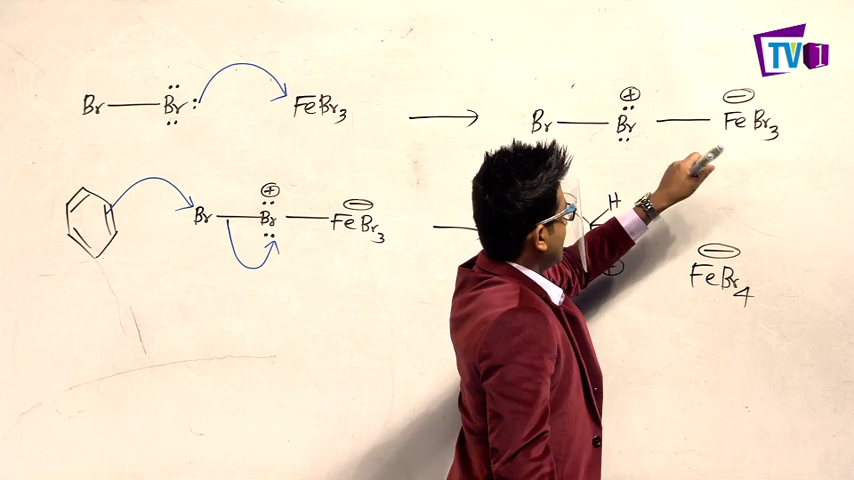 TV1
Br — Br : FeBr3 → Br — Br⊕ — FeBr3⊖
Br — Br⊕ — FeBr3⊖ H ⊕ FeBr4⊖